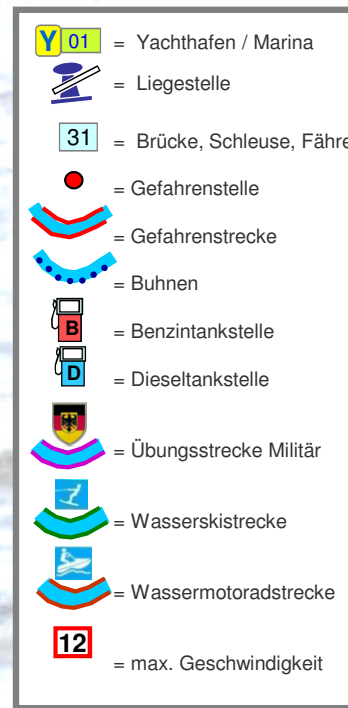 Y 01 = Yachthafen / Marina
= Liegestelle
31 = Brücke, Schleuse, Fähre
= Gefahrenstelle
= Gefahrenstrecke
= Buhnen
B = Benzintankstelle
D = Dieseltankstelle
= Übungsstrecke Militär
= Wasserskistrecke
= Wassermotoradstrecke
12
= max. Geschwindigkeit